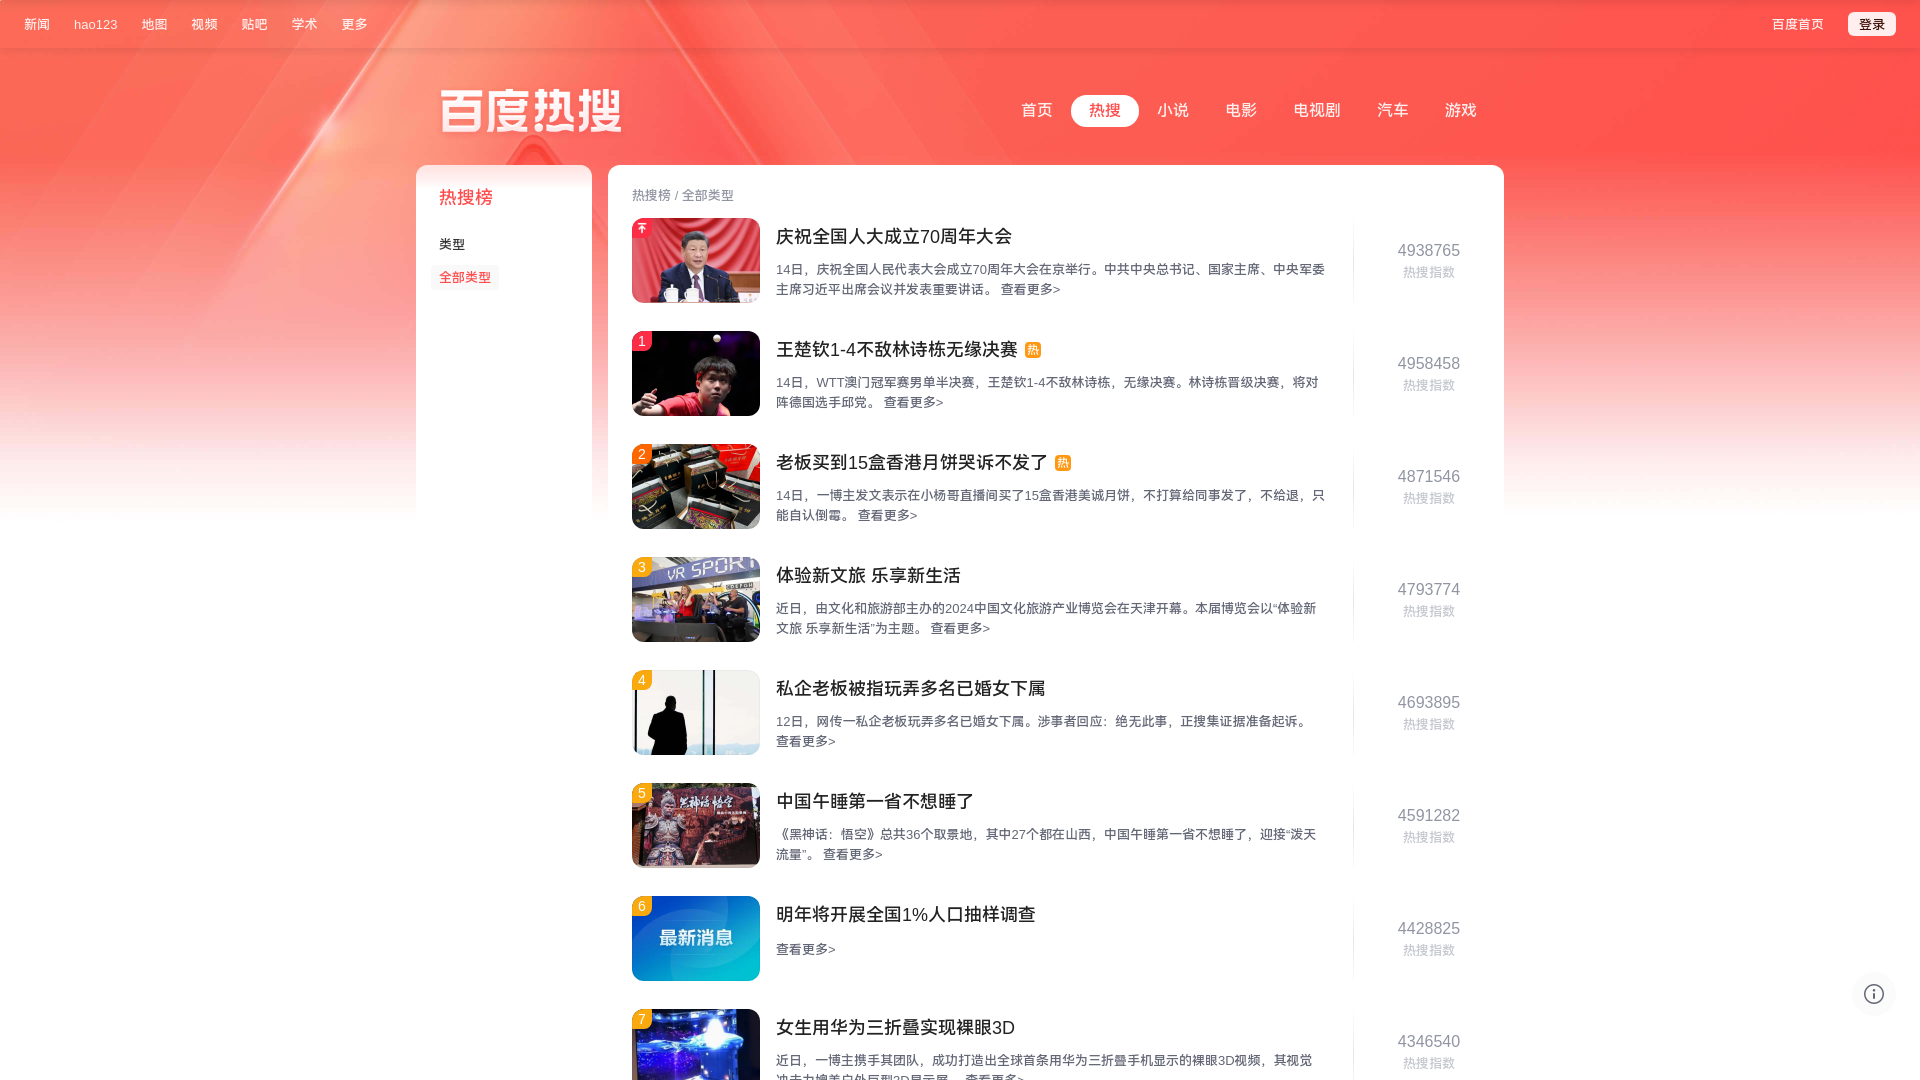 新闻 hao123 地图 视频 贴吧 学术 更多 百度首页 登录
百度热搜
首页 热搜 小说 电影 电视剧 汽车 游戏
热搜榜
类型
全部类型
热搜榜 / 全部类型
庆祝全国人大成立70周年大会
14日，庆祝全国人民代表大会成立70周年大会在京举行。中共中央总书记、国家主席、中央军委
主席习近平出席会议并发表重要讲话。 查看更多>
4938765
热搜指数
1
王楚钦1-4不敌林诗栋无缘决赛 热
14日，WTT澳门冠军赛男单半决赛，王楚钦1-4不敌林诗栋，无缘决赛。林诗栋晋级决赛，将对
阵德国选手邱党。 查看更多>
4958458
热搜指数
2
老板买到15盒香港月饼哭诉不发了 热
14日，一博主发文表示在小杨哥直播间买了15盒香港美诚月饼，不打算给同事发了，不给退，只
能自认倒霉。 查看更多>
4871546
热搜指数
3
VR SPORT
体验新文旅 乐享新生活
近日，由文化和旅游部主办的2024中国文化旅游产业博览会在天津开幕。本届博览会以“体验新
文旅 乐享新生活”为主题。 查看更多>
4793774
热搜指数
4
私企老板被指玩弄多名已婚女下属
12日，网传一私企老板玩弄多名已婚女下属。涉事者回应：绝无此事，正搜集证据准备起诉。
查看更多>
4693895
热搜指数
5
黑神话 悟空
中国午睡第一省不想睡了
《黑神话：悟空》总共36个取景地，其中27个都在山西，中国午睡第一省不想睡了，迎接“泼天
流量”。 查看更多>
4591282
热搜指数
6
最新消息
明年将开展全国1%人口抽样调查
查看更多>
4428825
热搜指数
7
女生用华为三折叠实现裸眼3D
近日，一博主携手其团队，成功打造出全球首条用华为三折叠手机显示的裸眼3D视频，其视觉
4346540
热搜指数